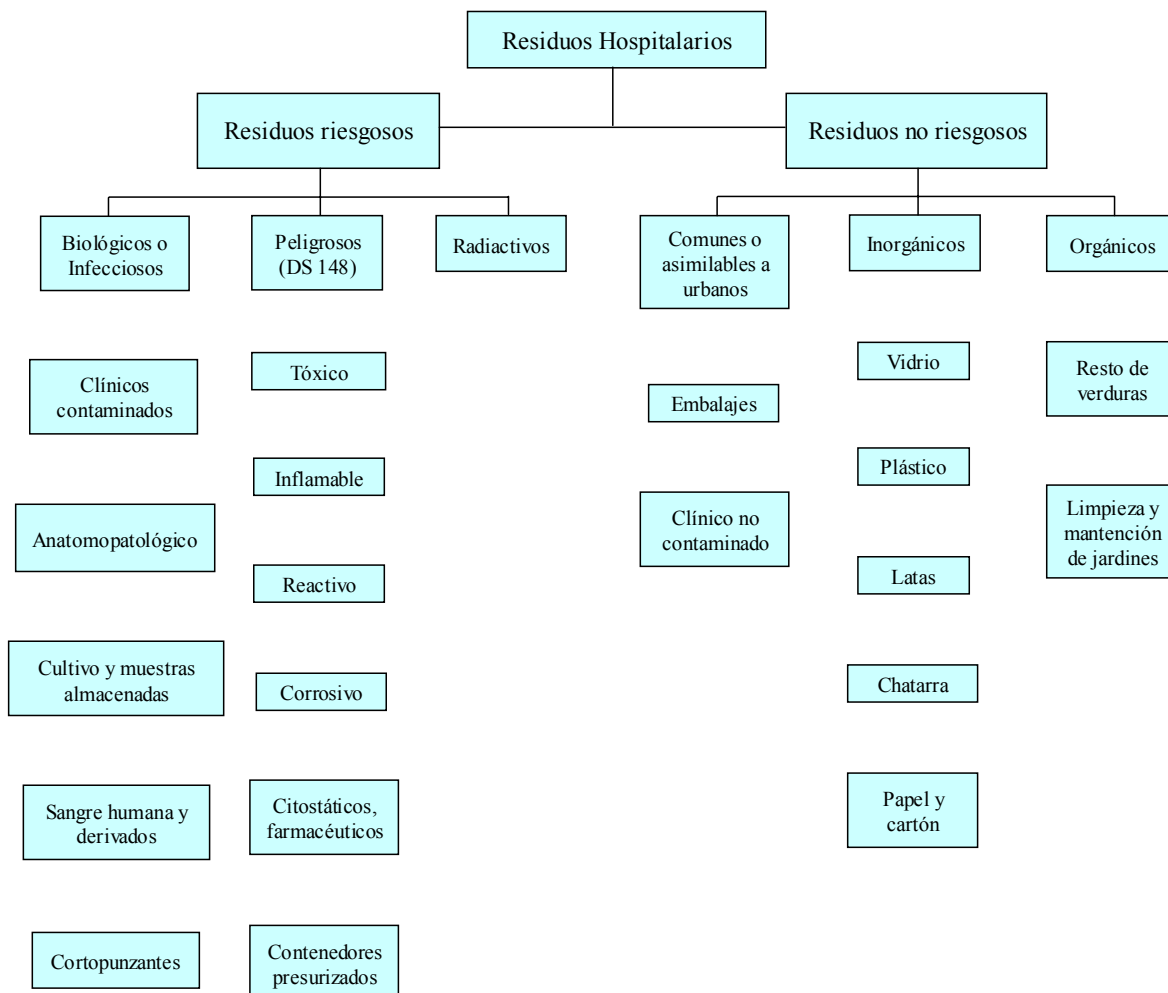 Residuos Hospitalarios
Residuos riesgosos
Residuos no riesgosos
Biológicos o
Infecciosos
Peligrosos
(DS 148)
Radiactivos
Comunes o
asimilables a
urbanos
Inorgánicos
Orgánicos
Clínicos
contaminados
Anatomopatológico
Cultivo y muestras
almacenadas
Sangre humana y
derivados
Cortopunzantes
Tóxico
Inflamable
Reactivo
Corrosivo
Citostáticos,
farmacéuticos
Contenedores
presurizados
Embalajes
Clínico no
contaminado
Vidrio
Plástico
Latas
Chatarra
Papel y
cartón
Resto de
verduras
Limpieza y
mantención
de jardines